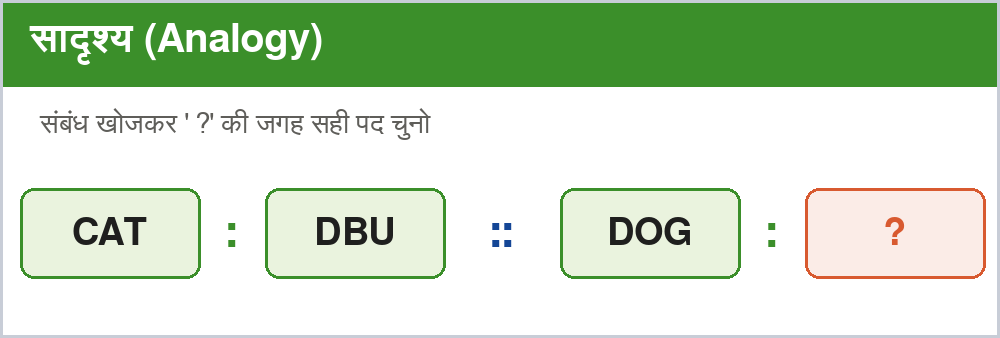 सादृश्य (Analogy)
संबंध खोजकर ' ?' की जगह सही पद चुनो
CAT : DBU :: DOG : ?